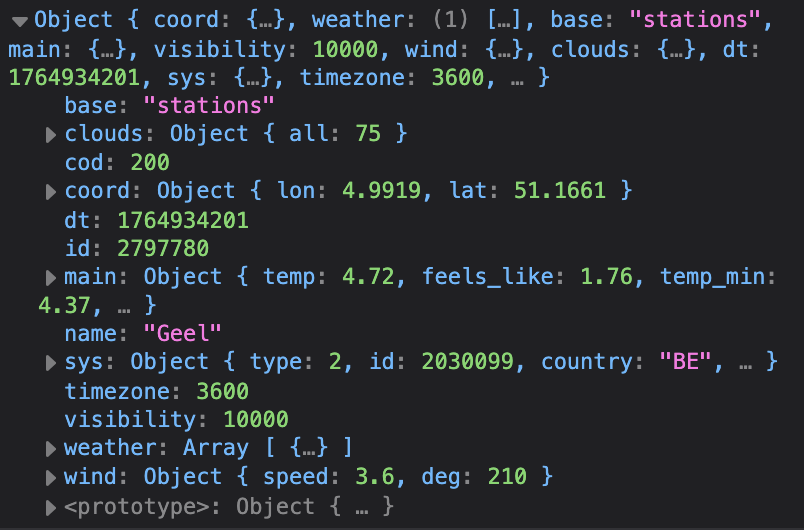 Object { coord: {…}, weather: (1) […], base: "stations",
main: {…}, visibility: 10000, wind: {…}, clouds: {…}, dt:
1764934201, sys: {…}, timezone: 3600, … }
base: "stations"
clouds: Object { all: 75 }
cod: 200
coord: Object { lon: 4.9919, lat: 51.1661 }
dt: 1764934201
id: 2797780
main: Object { temp: 4.72, feels_like: 1.76, temp_min:
4.37, … }
name: "Geel"
sys: Object { type: 2, id: 2030099, country: "BE", … }
timezone: 3600
visibility: 10000
weather: Array [ {…} ]
wind: Object { speed: 3.6, deg: 210 }
<prototype>: Object { … }